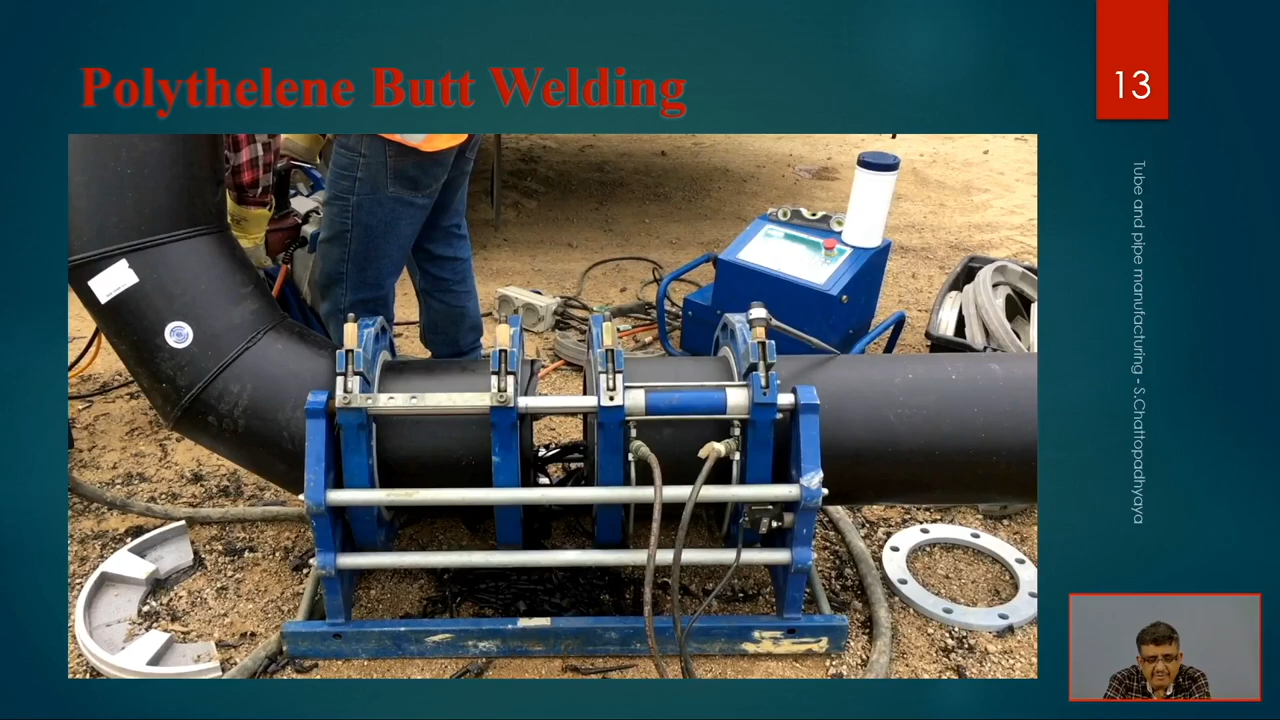 Polythelene Butt Welding
13
Tube and pipe manufacturing - S.Chattopadhyaya